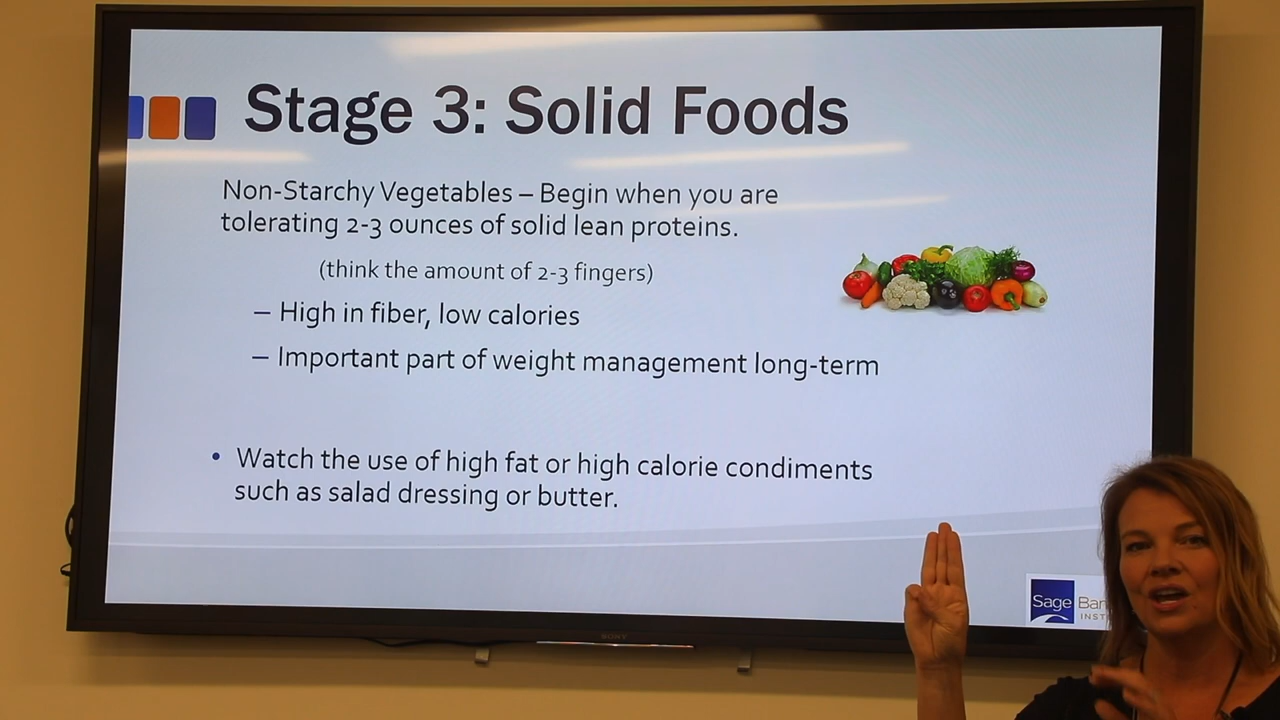 Stage 3: Solid Foods
Non-Starchy Vegetables – Begin when you are
tolerating 2-3 ounces of solid lean proteins.
(think the amount of 2-3 fingers)
– High in fiber, low calories
– Important part of weight management long-term
• Watch the use of high fat or high calorie condiments
such as salad dressing or butter.
Sage
SONY